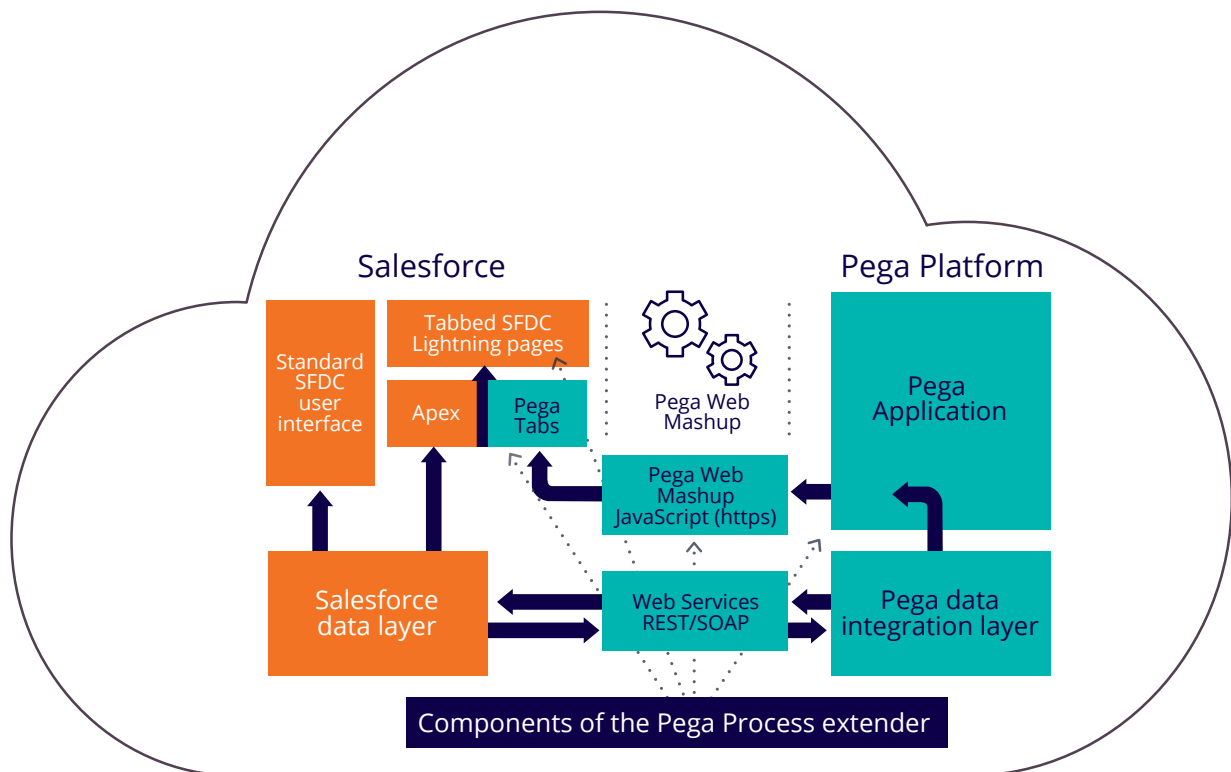 Salesforce
Pega Platform
Standard
SFDC
user
interface
Tabbed SFDC
Lightning pages
Apex
Pega
Tabs
Pega Web
Mashup
Pega
Application
Pega Web
Mashup
JavaScript (https)
Salesforce
data layer
Web Services
REST/SOAP
Pega data
integration layer
Components of the Pega Process extender